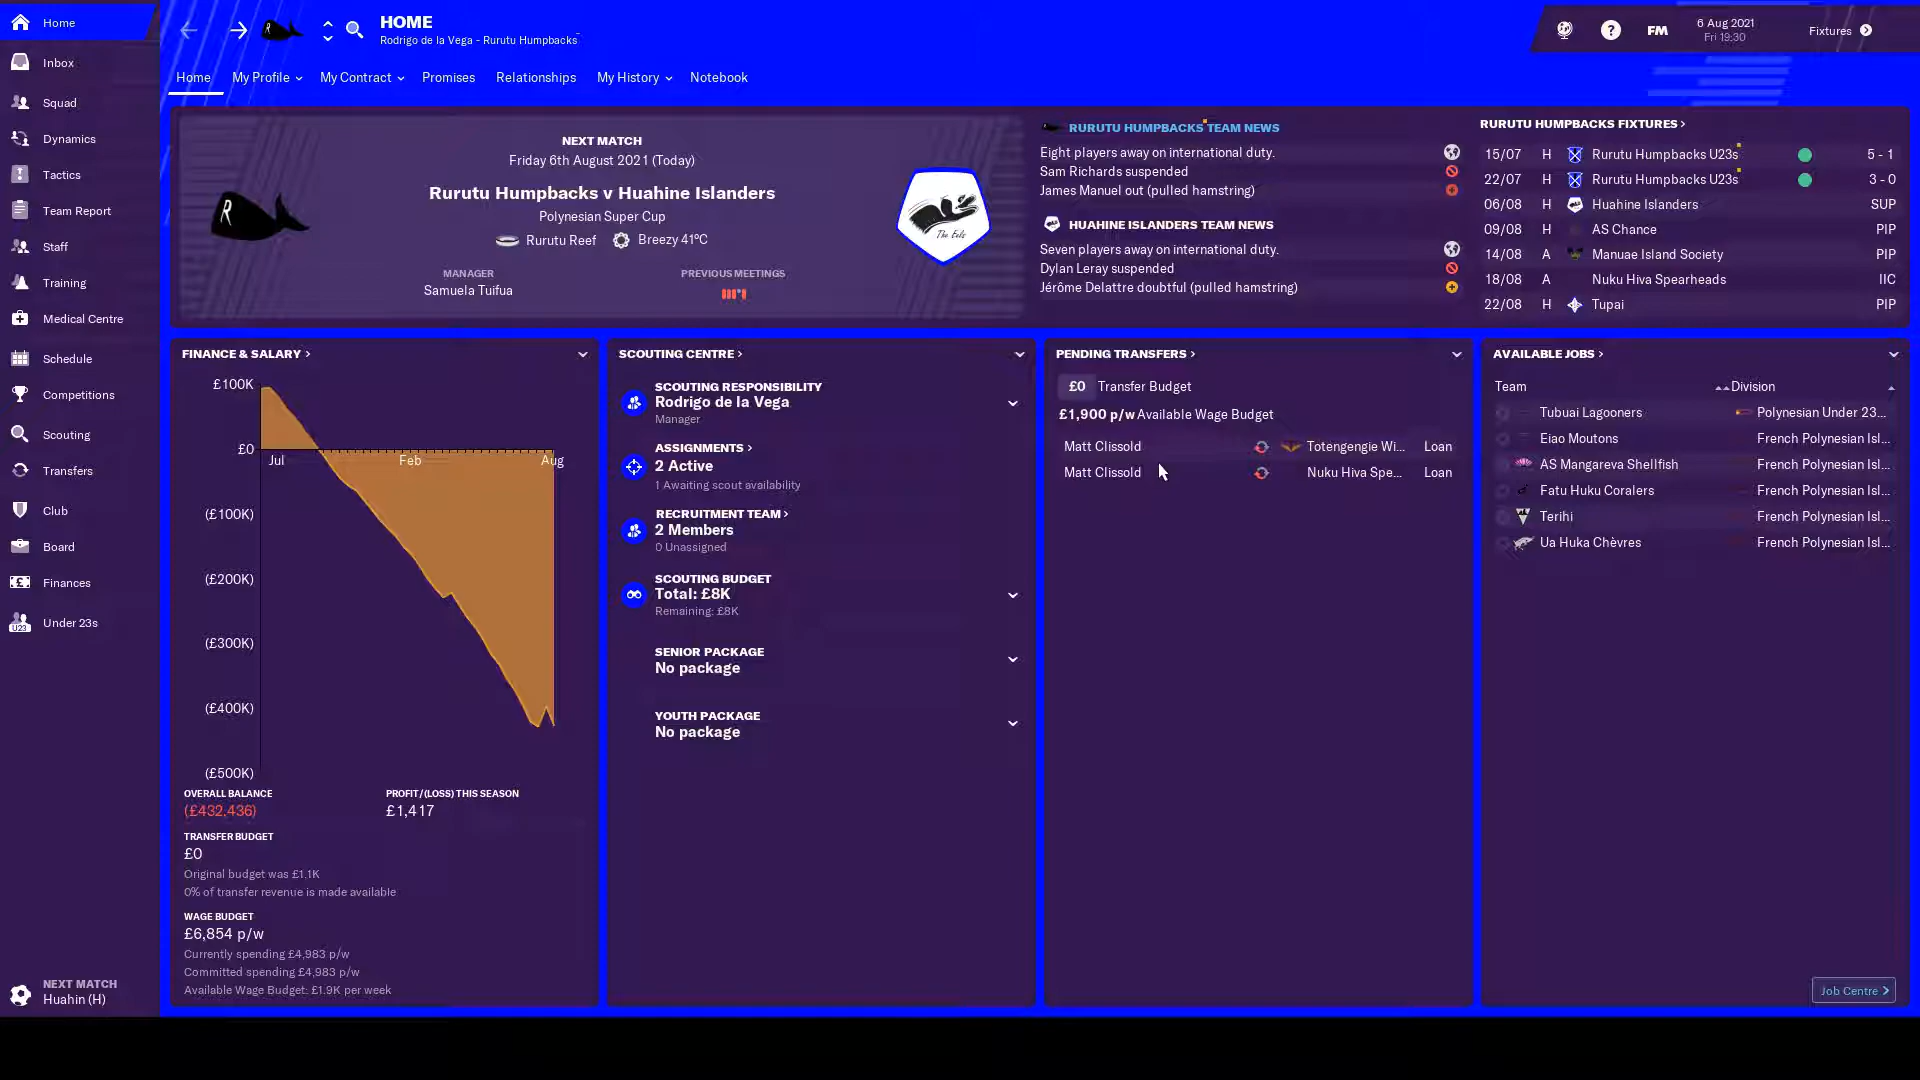 Home
Inbox
Squad
Dynamics
Tactics
Team Report
Staff
Training
Medical Centre
Schedule
Competitions
Scouting
Transfers
Club
Board
Finances
U23
Under 23s
NEXT MATCH
Huahin (H)
R
HOME
Rodrigo de la Vega - Rurutu Humpbacks
FM
6 Aug 2021
Fri 19:30
Fixtures
Home
My Profile
My Contract
Promises
Relationships
My History
Notebook
NEXT MATCH
Friday 6th August 2021 (Today)
Rurutu Humpbacks v Huahine Islanders
Polynesian Super Cup
Rurutu Reef
Breezy 41°C
MANAGER
Samuela Tuifua
PREVIOUS MEETINGS
R
The Eels
RURUTU HUMPBACKS TEAM NEWS
Eight players away on international duty.
Sam Richards suspended
James Manuel out (pulled hamstring)
HUAHINE ISLANDERS TEAM NEWS
Seven players away on international duty.
Dylan Leray suspended
Jérôme Delattre doubtful (pulled hamstring)
RURUTU HUMPBACKS FIXTURES >
15/07 H Rurutu Humpbacks U23s 5 - 1
22/07 H Rurutu Humpbacks U23s 3 - 0
06/08 H Huahine Islanders SUP
09/08 H AS Chance PIP
14/08 A Manuae Island Society PIP
18/08 A Nuku Hiva Spearheads IIC
22/08 H Tupai PIP
FINANCE & SALARY >
£100K
£0
(£100K)
(£200K)
(£300K)
(£400K)
(£500K)
Jul Feb Aug
OVERALL BALANCE
(£432,436)
PROFIT/(LOSS) THIS SEASON
£1,417
TRANSFER BUDGET
£0
Original budget was £1.1K
0% of transfer revenue is made available
WAGE BUDGET
£6,854 p/w
Currently spending £4,983 p/w
Committed spending £4,983 p/w
Available Wage Budget: £1.9K per week
SCOUTING CENTRE >
SCOUTING RESPONSIBILITY
Rodrigo de la Vega
Manager
ASSIGNMENTS >
2 Active
1 Awaiting scout availability
RECRUITMENT TEAM >
2 Members
0 Unassigned
SCOUTING BUDGET
Total: £8K
Remaining: £8K
SENIOR PACKAGE
No package
YOUTH PACKAGE
No package
PENDING TRANSFERS >
£0 Transfer Budget
£1,900 p/w Available Wage Budget
Matt Clissold Totengengie Wi... Loan
Matt Clissold Nuku Hiva Spe... Loan
AVAILABLE JOBS >
Team Division
Tubuai Lagooners Polynesian Under 23...
Eiao Moutons French Polynesian Isl...
AS Mangareva Shellfish French Polynesian Isl...
Fatu Huku Coralers French Polynesian Isl...
Terihi French Polynesian Isl...
Ua Huka Chèvres French Polynesian Isl...
Job Centre >